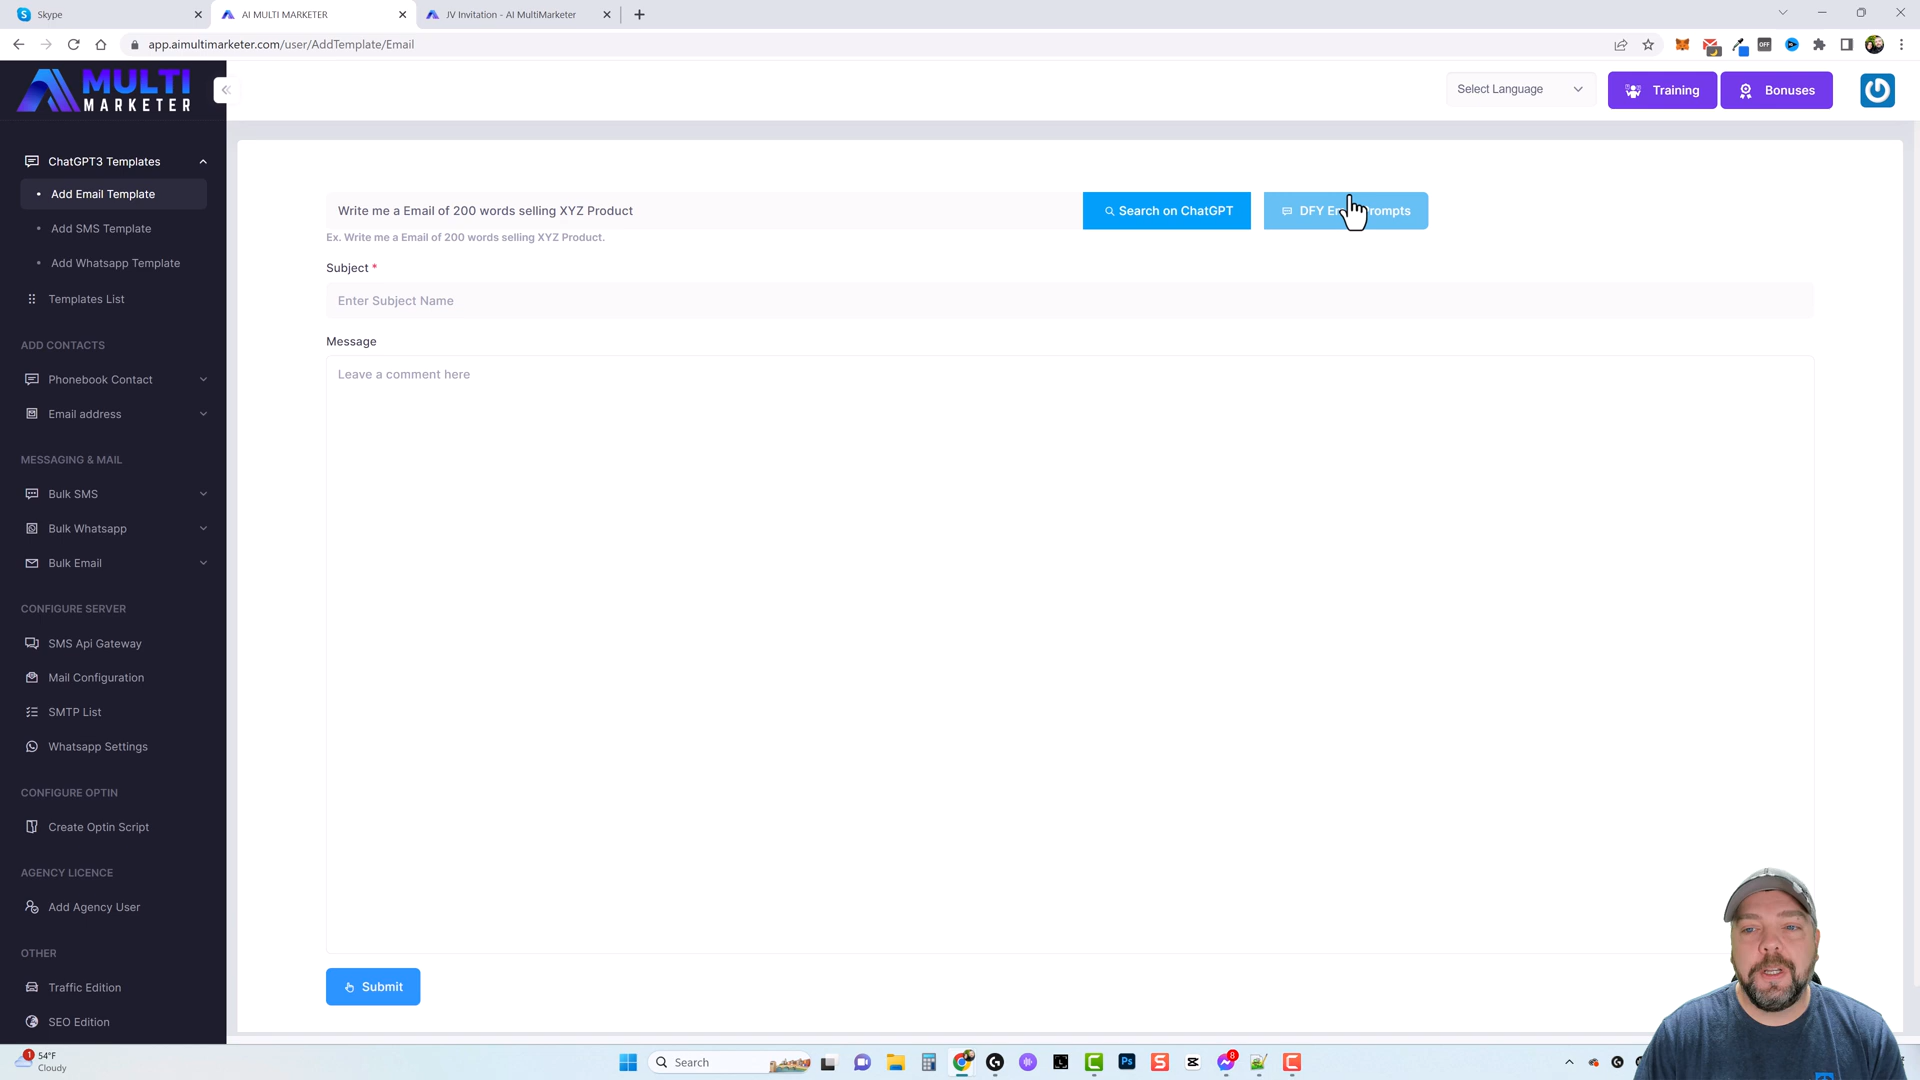 Skype
AI MULTI MARKETER
JV Invitation - AI MultiMarketer
app.aimultimarketer.com/user/AddTemplate/Email
OFF
MULTI
MARKETER
Select Language
Training
Bonuses
ChatGPT3 Templates
Add Email Template
Add SMS Template
Add Whatsapp Template
Templates List
ADD CONTACTS
Phonebook Contact
Email address
MESSAGING & MAIL
Bulk SMS
Bulk Whatsapp
Bulk Email
CONFIGURE SERVER
SMS Api Gateway
Mail Configuration
SMTP List
Whatsapp Settings
CONFIGURE OPTIN
Create Optin Script
AGENCY LICENCE
Add Agency User
OTHER
Traffic Edition
SEO Edition
Write me a Email of 200 words selling XYZ Product
Search on ChatGPT
DFY
Ex. Write me a Email of 200 words selling XYZ Product.
Subject *
Enter Subject Name
Message
Leave a comment here
Submit
1
54°F
Cloudy
Search
L
Ps
S
8
C